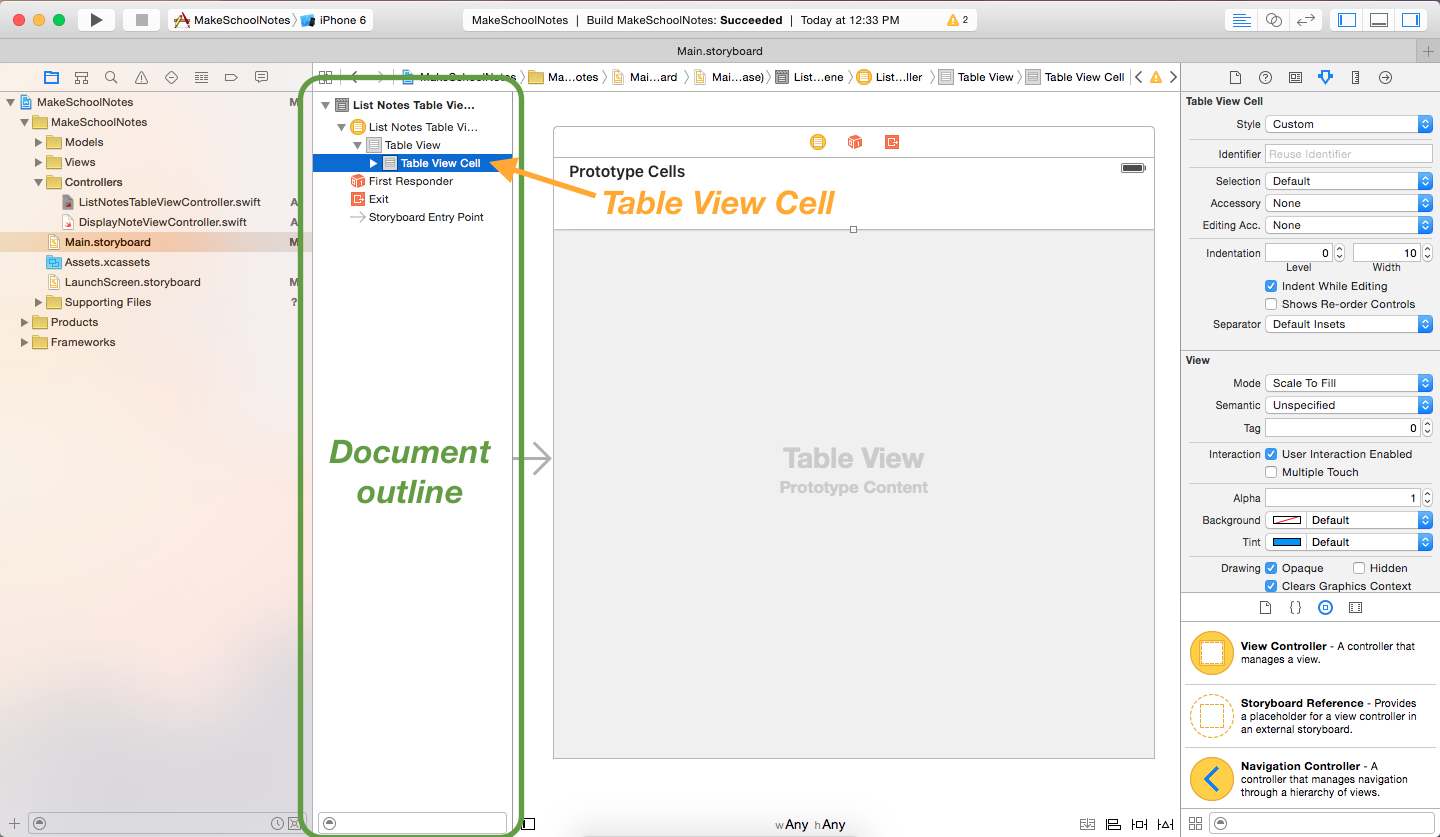 MakeSchoolNotes
iPhone 6
MakeSchoolNotes | Build MakeSchoolNotes: Succeeded | Today at 12:33 PM
2
Main.storyboard
MakeSchoolNotes
M
MakeSchoolNotes
Models
Views
Controllers
ListNotesTableViewController.swift
A
DisplayNoteViewController.swift
A
Main.storyboard
M
Assets.xcassets
LaunchScreen.storyboard
M
Supporting Files
?
Products
Frameworks
MakeSchoolNotes
Ma...otes
Mai...ard
Mai...ase)
List...ene
List...ller
Table View
Table View Cell
List Notes Table Vie...
List Notes Table Vi...
Table View
Table View Cell
First Responder
Exit
Storyboard Entry Point
Document
outline
Prototype Cells
Table View Cell
Table View
Prototype Content
wAny hAny
Table View Cell
Style Custom
Identifier Reuse Identifier
Selection Default
Accessory None
Editing Acc. None
Indentation 0 10
Level Width
Indent While Editing
Shows Re-order Controls
Separator Default Insets
View
Mode Scale To Fill
Semantic Unspecified
Tag 0
Interaction User Interaction Enabled
Multiple Touch
Alpha 1
Background Default
Tint Default
Drawing Opaque Hidden
Clears Graphics Context
{}
View Controller - A controller that
manages a view.
Storyboard Reference - Provides
a placeholder for a view controller in
an external storyboard.
Navigation Controller - A
controller that manages navigation
through a hierarchy of views.